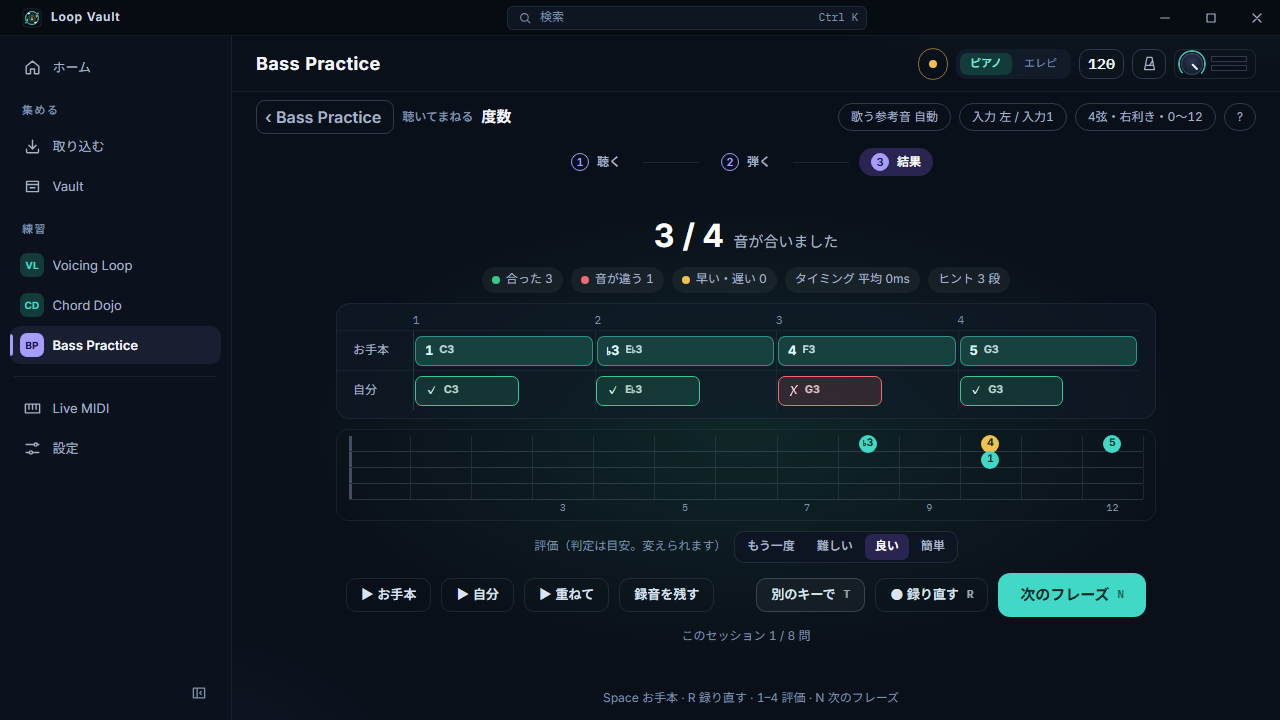 Loop Vault
検索 Ctrl K
ホーム
集める
取り込む
Vault
練習
VL Voicing Loop
CD Chord Dojo
BP Bass Practice
Live MIDI
設定
Bass Practice
ピアノ エレピ 120
‹ Bass Practice 聴いてまねる 度数
歌う参考音 自動 入力 左 / 入力1 4弦・右利き・0〜12 ?
1 聴く 2 弾く 3 結果
3 / 4 音が合いました
合った 3 音が違う 1 早い・遅い 0 タイミング 平均 0ms ヒント 3 段
1 2 3 4
お手本 1 C3 ♭3 E♭3 4 F3 5 G3
自分 ✓ C3 ✓ E♭3 ╳ G3 ✓ G3
♭3 4 5
1
3 5 7 9 12
評価（判定は目安。変えられます） もう一度 難しい 良い 簡単
▶ お手本 ▶ 自分 ▶ 重ねて 録音を残す 別のキーで T ● 録り直す R 次のフレーズ N
このセッション 1 / 8 問
Space お手本 · R 録り直す · 1–4 評価 · N 次のフレーズ